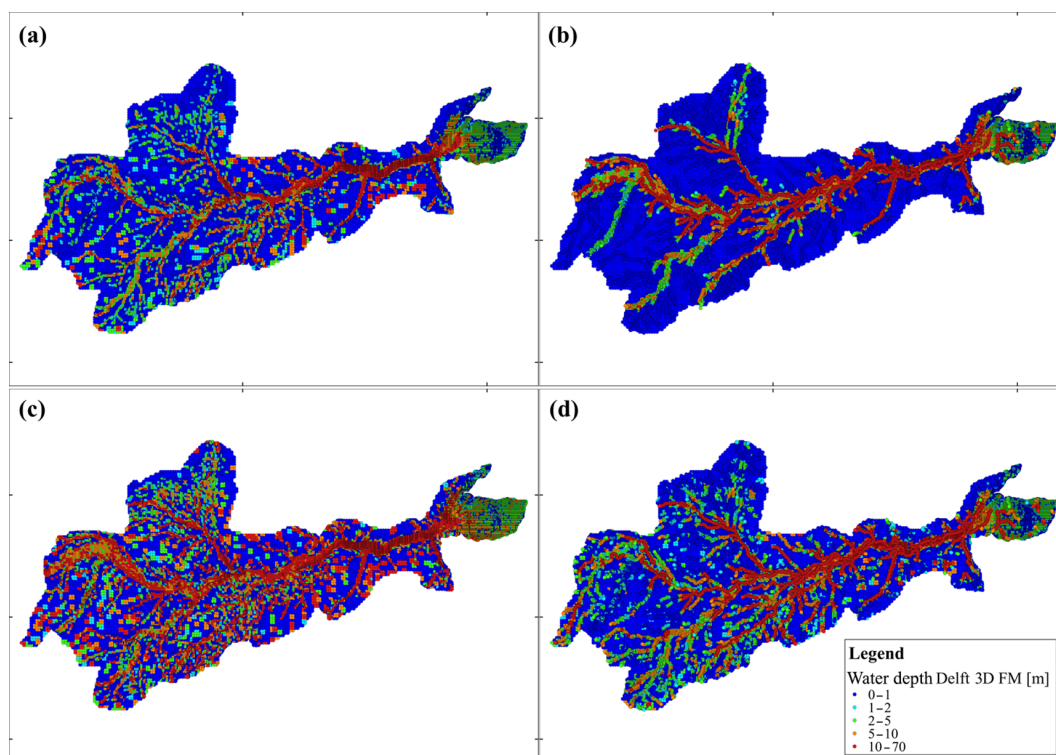 (a)
(b)
(c)
(d)
Legend
Water depth Delft 3D FM [m]
0–1
1–2
2–5
5–10
10–70